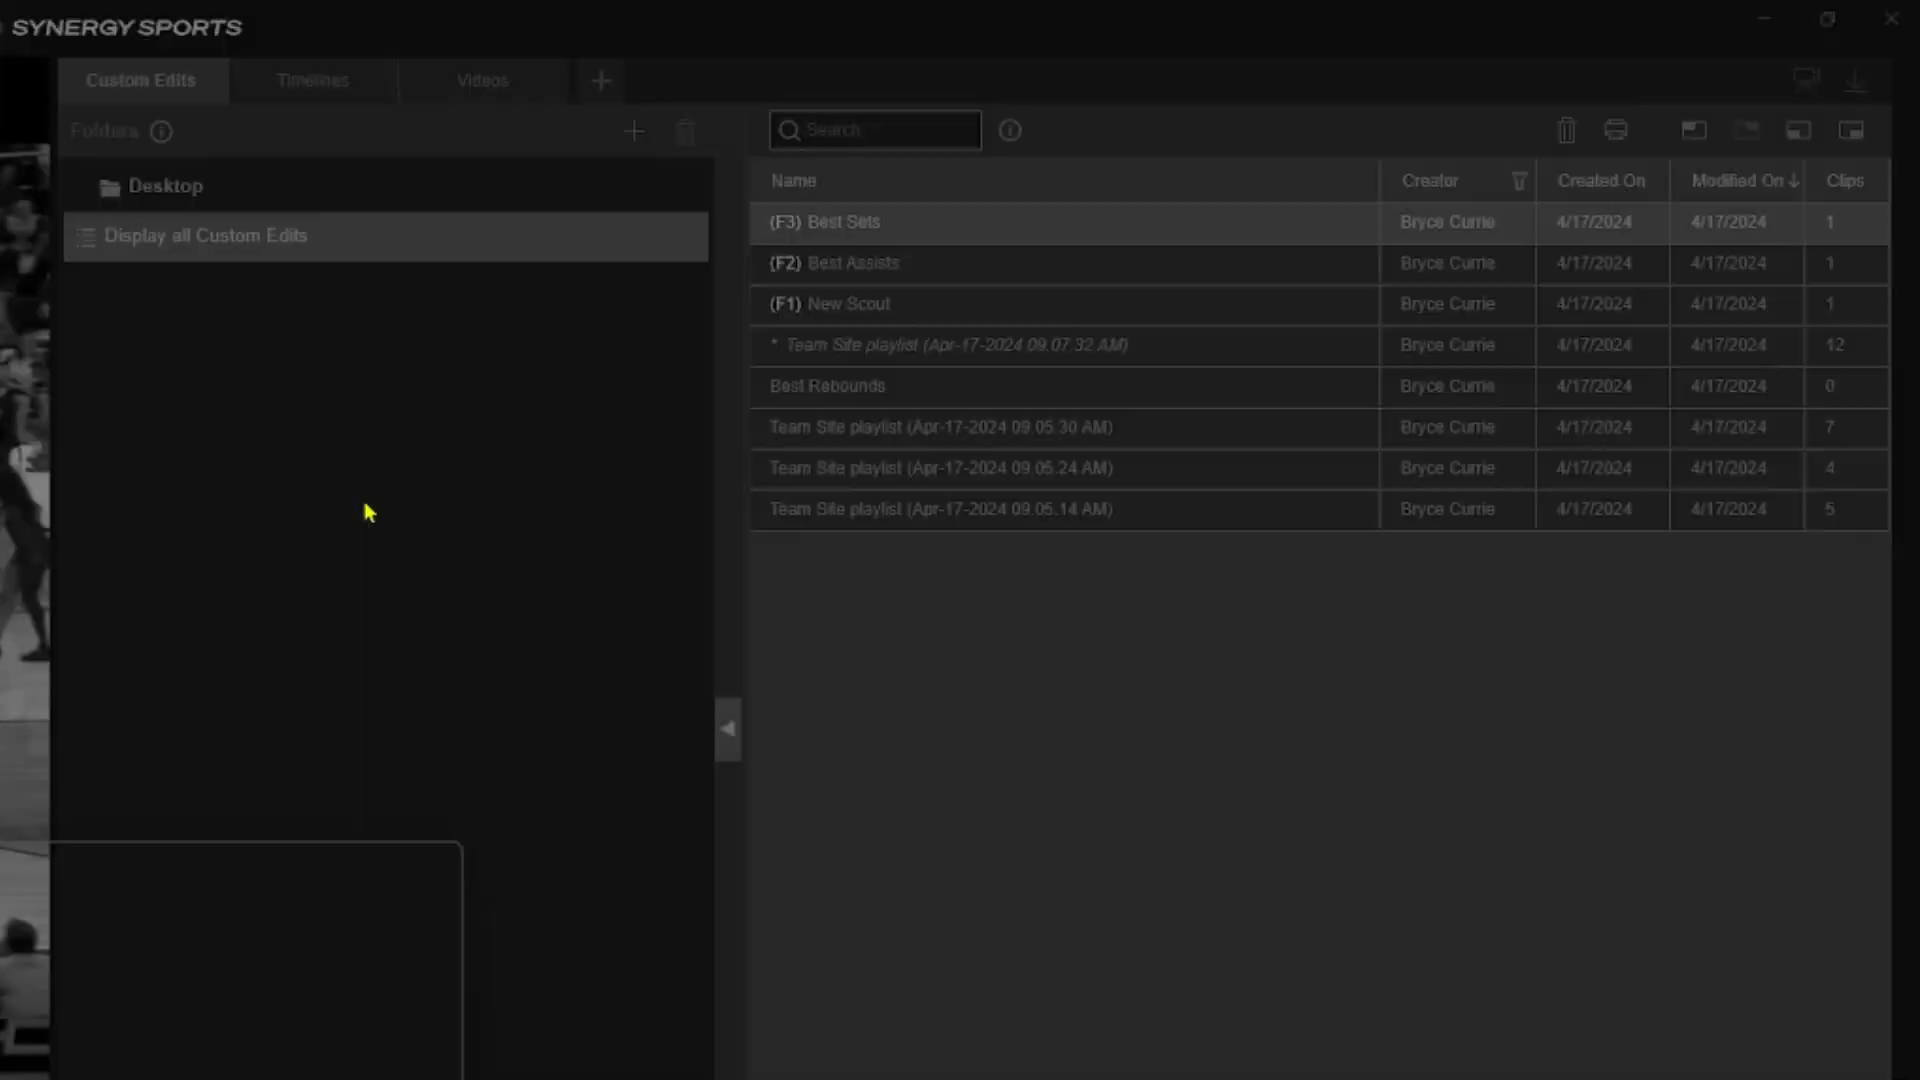 SYNERGY SPORTS
Custom Edits Timelines Videos
Folders
Search
Desktop
Display all Custom Edits
Name Creator Created On Modified On Clips
(F3) Best Sets Bryce Currie 4/17/2024 4/17/2024 1
(F2) Best Assists Bryce Currie 4/17/2024 4/17/2024 1
(F1) New Scout Bryce Currie 4/17/2024 4/17/2024 1
* Team Site playlist (Apr-17-2024 09.07.32 AM) Bryce Currie 4/17/2024 4/17/2024 12
Best Rebounds Bryce Currie 4/17/2024 4/17/2024 0
Team Site playlist (Apr-17-2024 09.05.30 AM) Bryce Currie 4/17/2024 4/17/2024 7
Team Site playlist (Apr-17-2024 09.05.24 AM) Bryce Currie 4/17/2024 4/17/2024 4
Team Site playlist (Apr-17-2024 09.05.14 AM) Bryce Currie 4/17/2024 4/17/2024 5